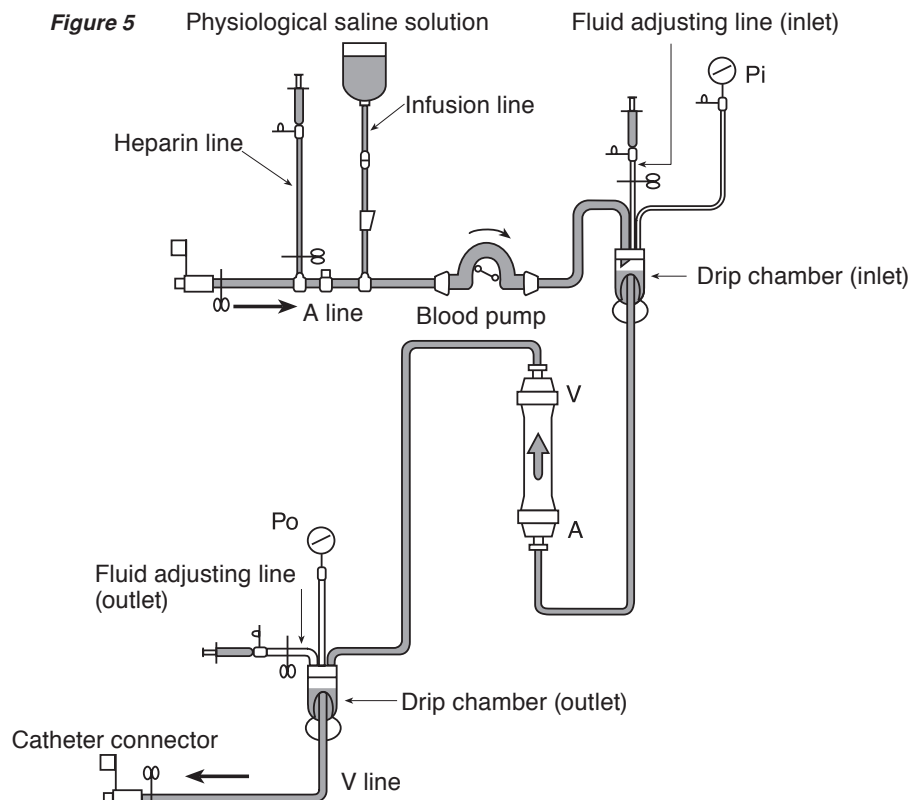 Figure 5
Physiological saline solution
Fluid adjusting line (inlet)
Pi
Infusion line
Heparin line
Drip chamber (inlet)
A line
Blood pump
V
A
Po
Fluid adjusting line
(outlet)
Drip chamber (outlet)
Catheter connector
V line